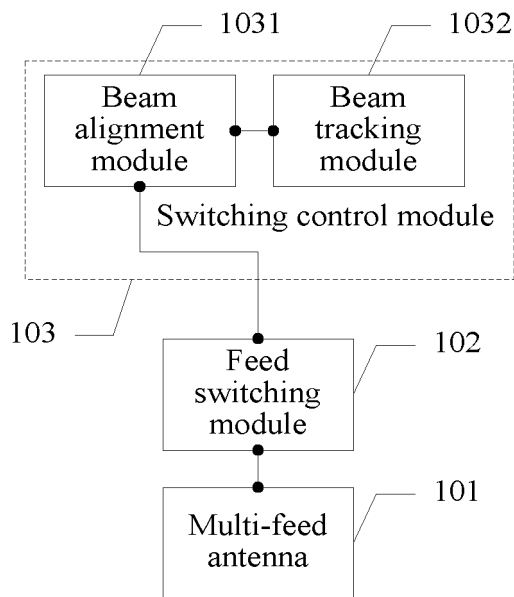 1031
1032
Beam
alignment
module
Beam
tracking
module
Switching control module
103
102
Feed
switching
module
101
Multi-feed
antenna